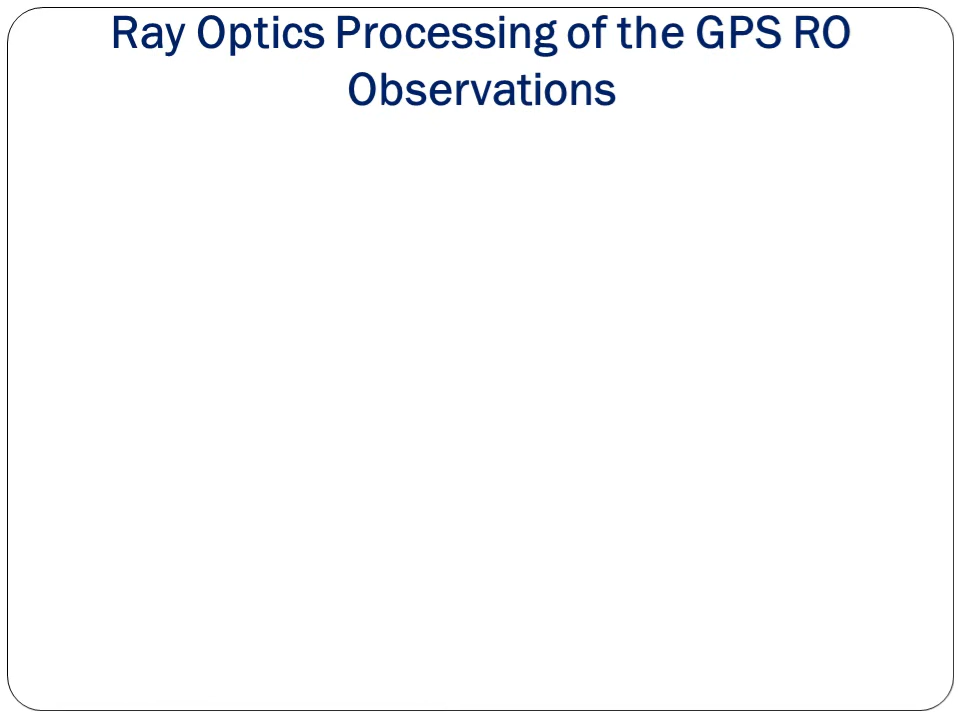 Ray Optics Processing of the GPS RO
Observations